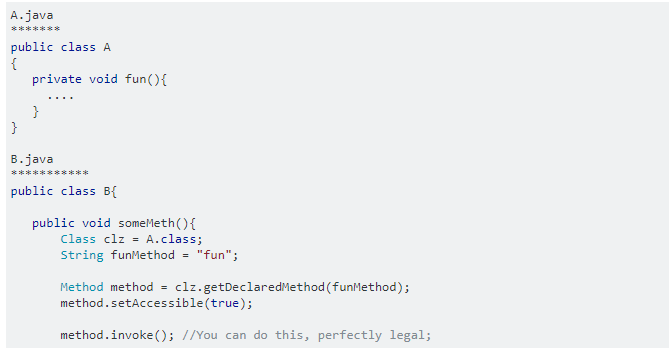 A.java
*******
public class A
{
private void fun(){
....
}
}
B.java
***********
public class B{
public void someMeth(){
Class clz = A.class;
String funMethod = "fun";
Method method = clz.getDeclaredMethod(funMethod);
method.setAccessible(true);
method.invoke(); //You can do this, perfectly legal;